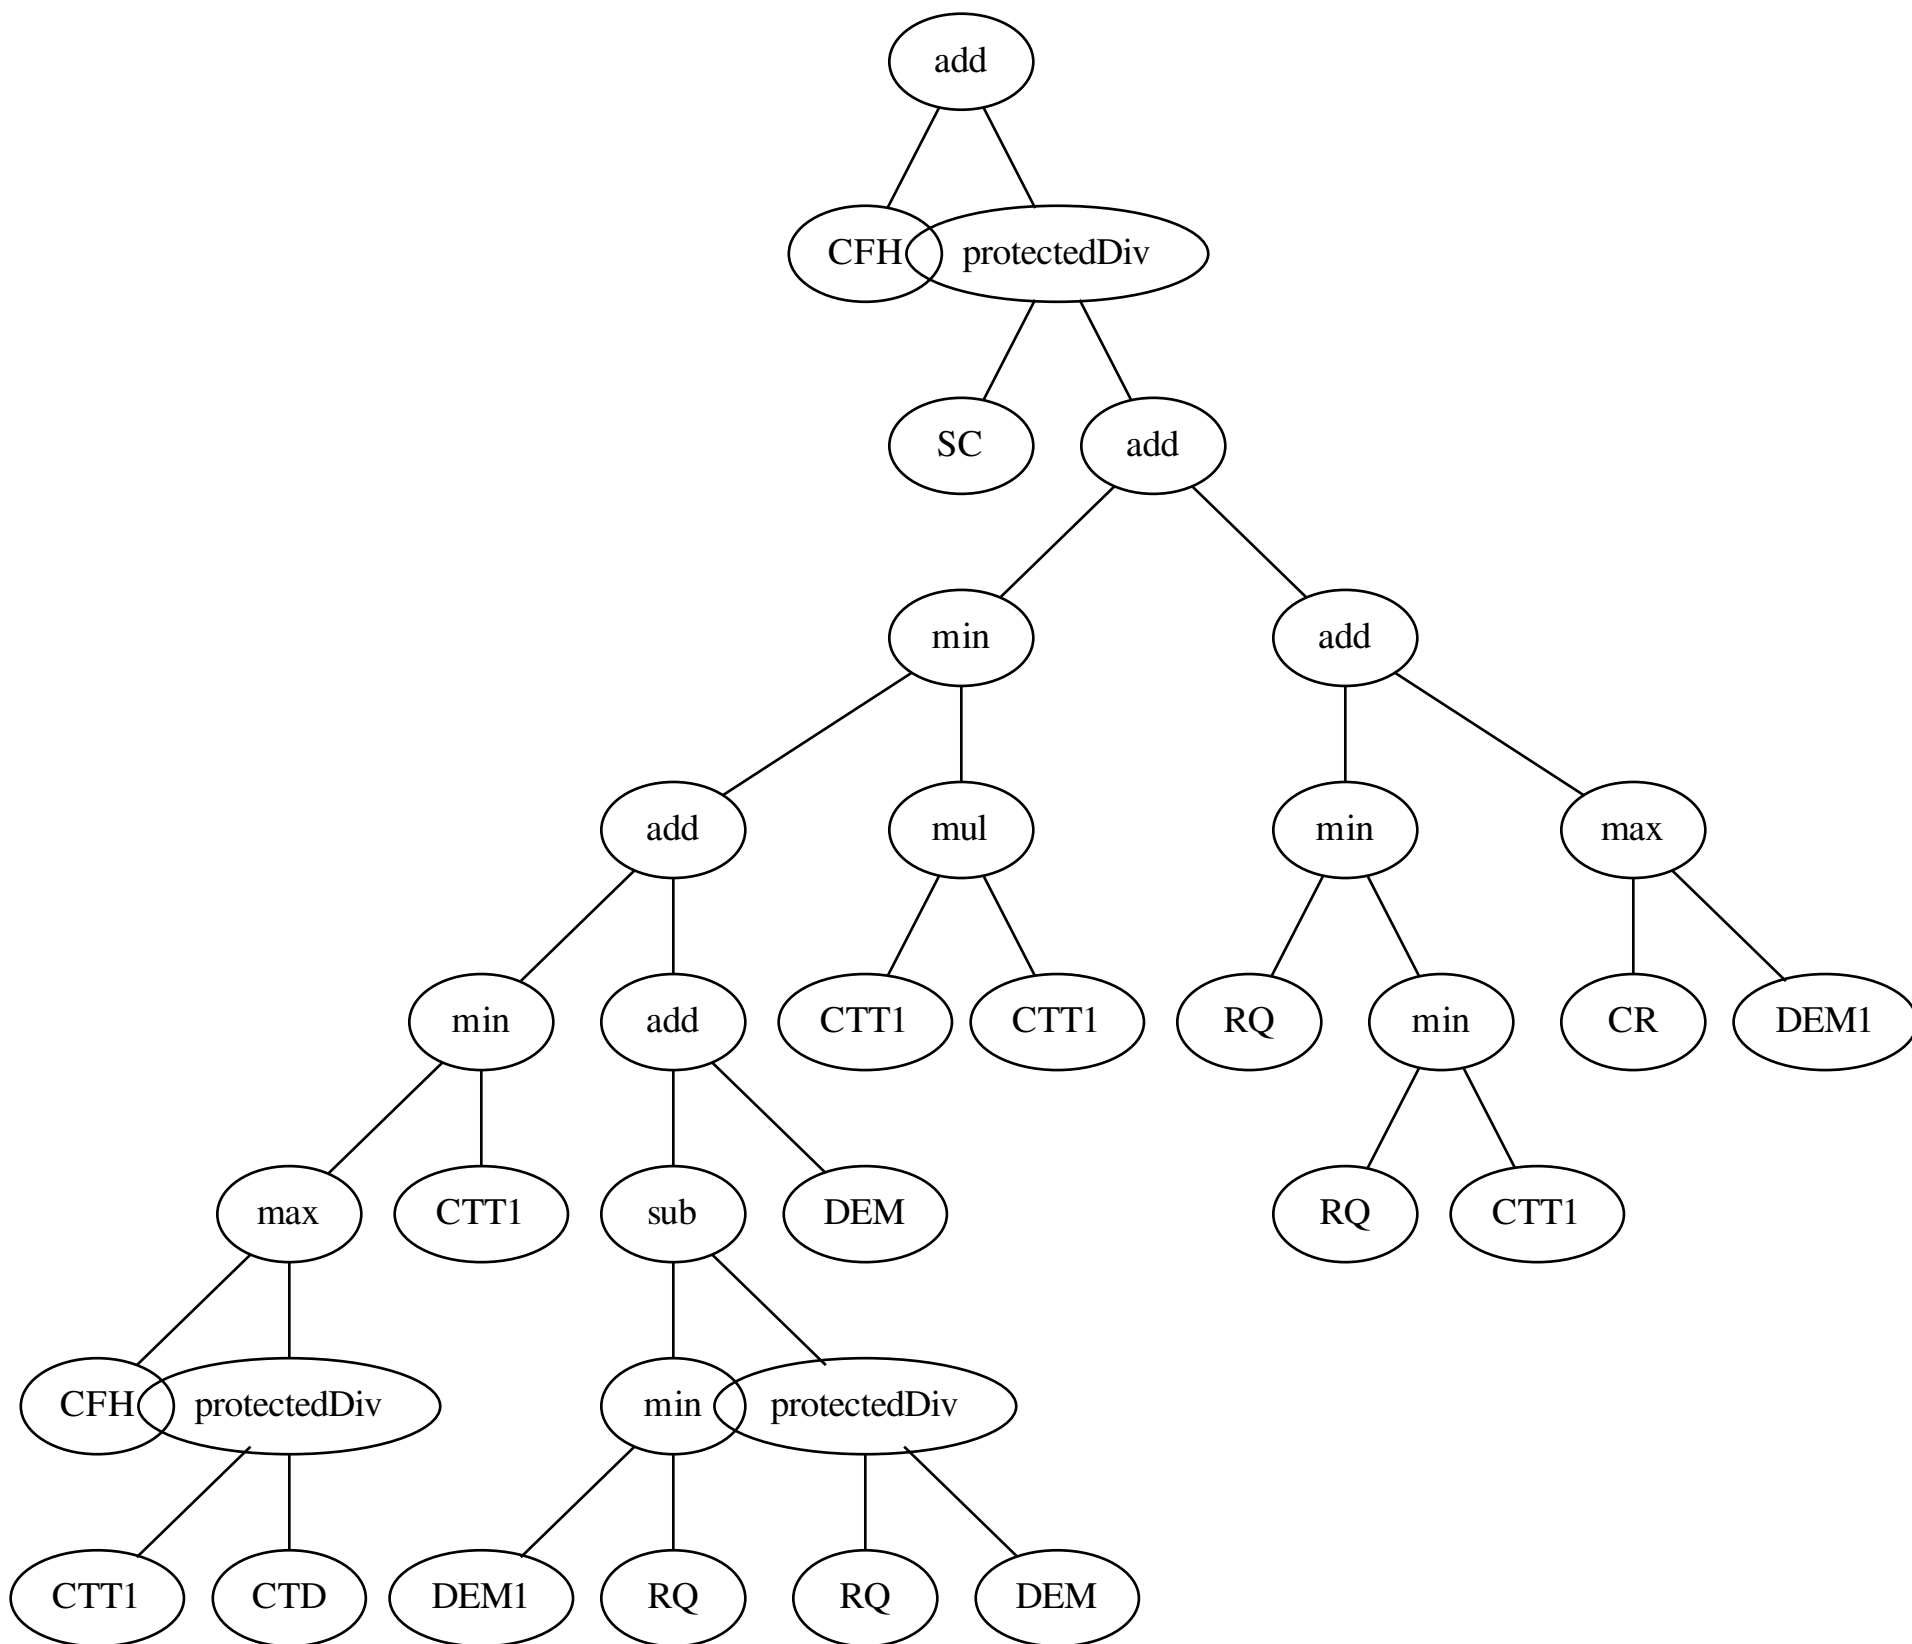 add
CFH protectedDiv
SC add
min add
add mul min max
min add CTT1 CTT1 RQ min CR DEM1
max CTT1 sub DEM RQ CTT1
CFH protectedDiv min protectedDiv
CTT1 CTD DEM1 RQ RQ DEM